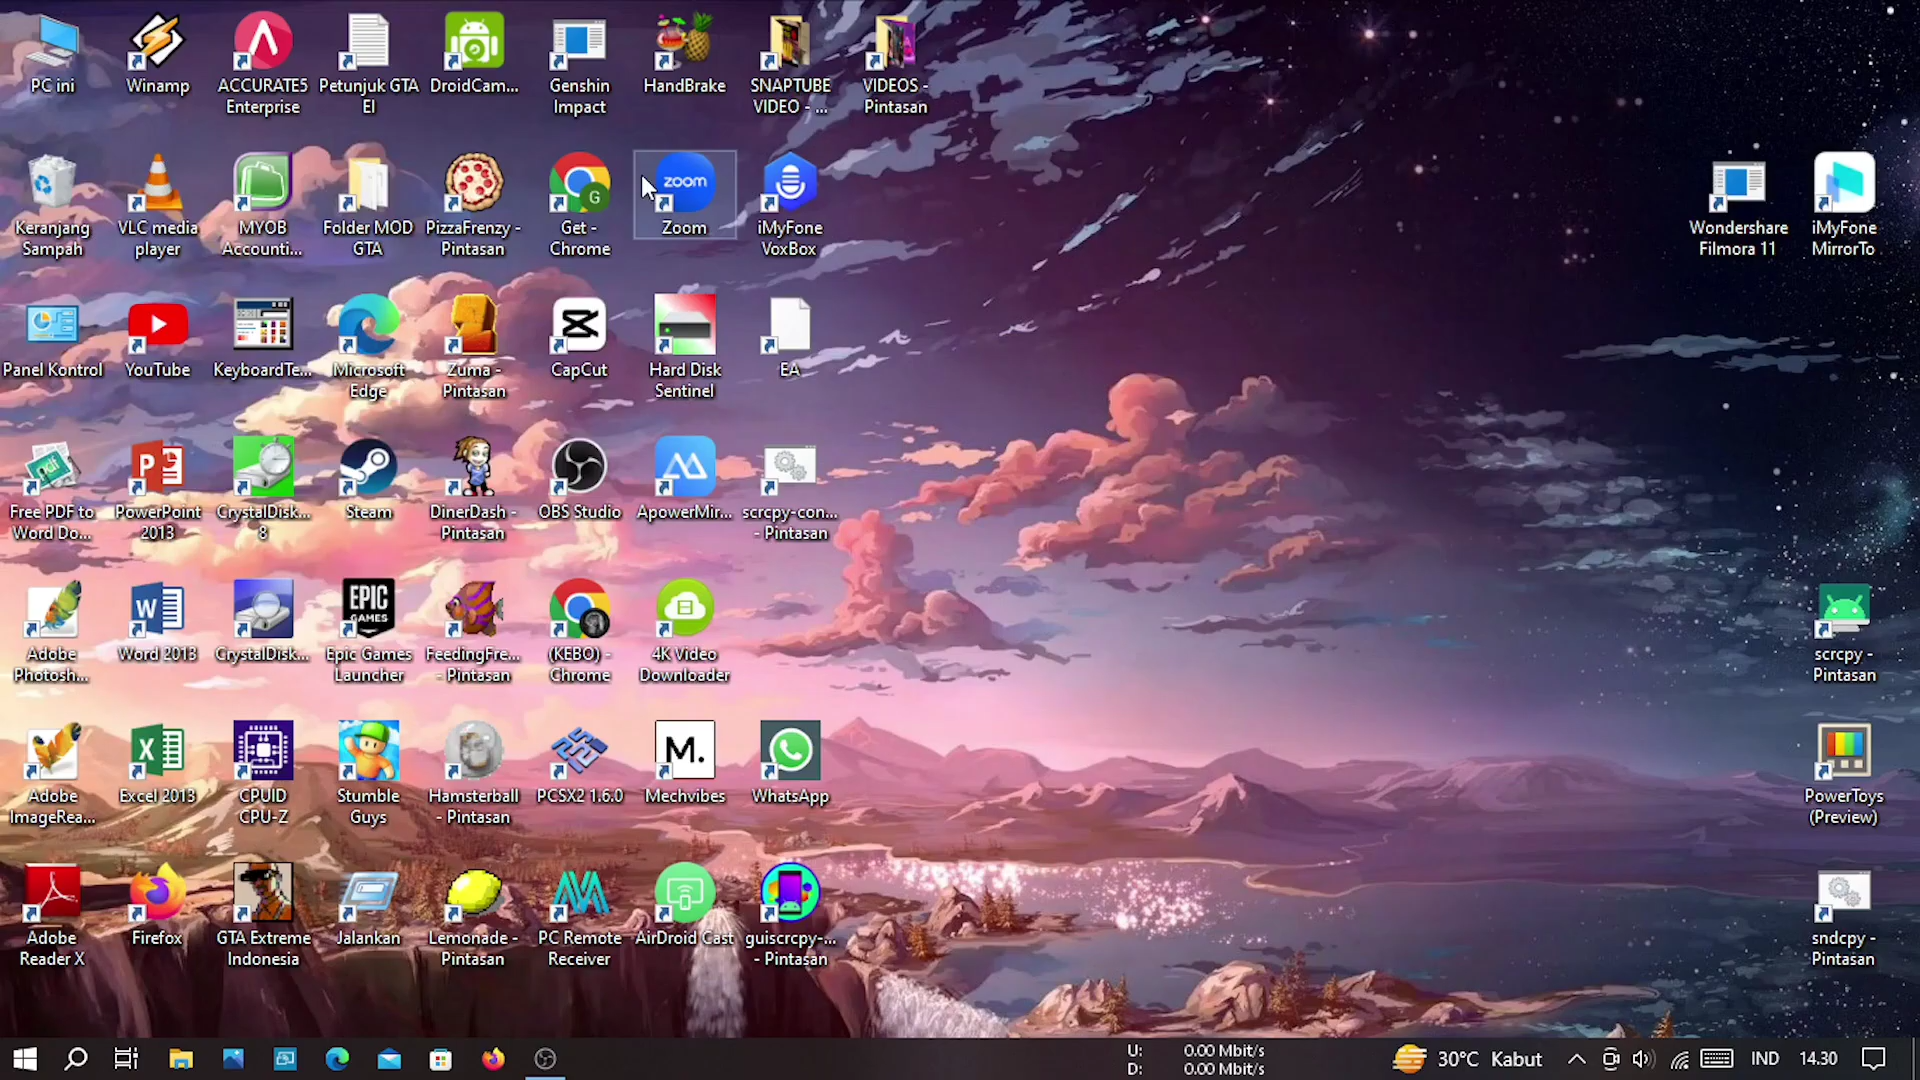 PC ini
Winamp
ACCURATE5
Enterprise
Petunjuk GTA
EI
DroidCam...
Genshin
Impact
HandBrake
SNAPTUBE
VIDEO - ...
VIDEOS -
Pintasan
Keranjang
Sampah
VLC media
player
MYOB
Accounti...
Folder MOD
GTA
PizzaFrenzy -
Pintasan
G
Get -
Chrome
zoom
Zoom
iMyFone
VoxBox
Wondershare
Filmora 11
iMyFone
MirrorTo
Panel Kontrol
YouTube
KeyboardTe...
Microsoft
Edge
Zuma -
Pintasan
CapCut
Hard Disk
Sentinel
EA
Free PDF to
Word Do...
PowerPoint
2013
CrystalDisk...
8
Steam
DinerDash -
Pintasan
OBS Studio
ApowerMir...
scrcpy-con...
- Pintasan
Adobe
Photosh...
Word 2013
CrystalDisk...
EPIC
GAMES
Epic Games
Launcher
FeedingFre...
- Pintasan
(KEBO) -
Chrome
4K Video
Downloader
scrcpy -
Pintasan
Adobe
ImageRea...
Excel 2013
CPUID
CPU-Z
Stumble
Guys
Hamsterball
- Pintasan
PCSX2 1.6.0
M.
Mechvibes
WhatsApp
PowerToys
(Preview)
Adobe
Reader X
Firefox
GTA Extreme
Indonesia
Jalankan
Lemonade -
Pintasan
PC Remote
Receiver
AirDroid Cast
guiscrcpy-...
- Pintasan
sndcpy -
Pintasan
U: 0.00 Mbit/s
D: 0.00 Mbit/s
30°C Kabut
IND
14.30